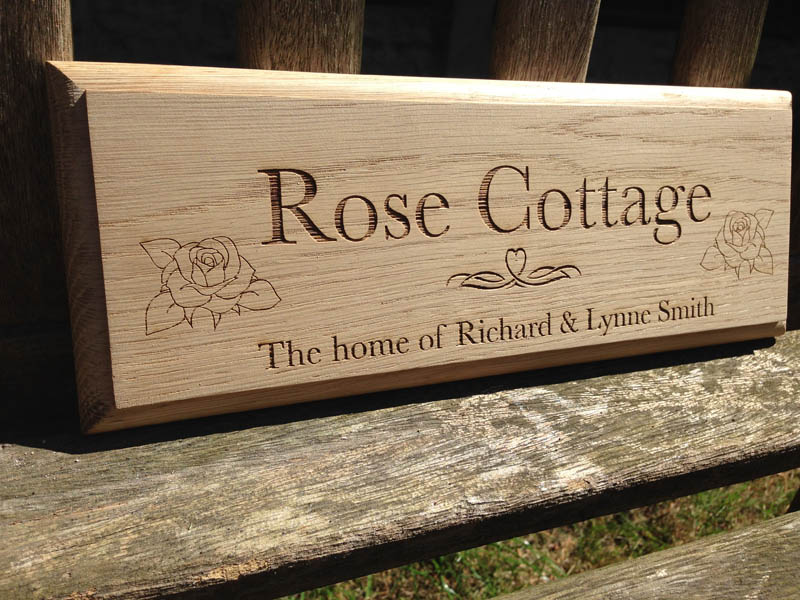 Rose Cottage
The home of Richard & Lynne Smith